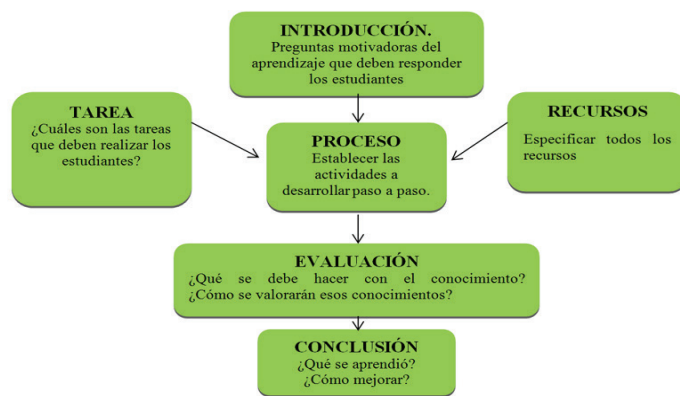 INTRODUCCIÓN.
Preguntas motivadoras del
aprendizaje que deben responder
los estudiantes
TAREA
¿Cuáles son las tareas
que deben realizar los
estudiantes?
PROCESO
Establecer las
actividades a
desarrollar paso a paso.
RECURSOS
Especificar todos los
recursos
EVALUACIÓN
¿Qué se debe hacer con el conocimiento?
¿Cómo se valorarán esos conocimientos?
CONCLUSIÓN
¿Qué se aprendió?
¿Cómo mejorar?